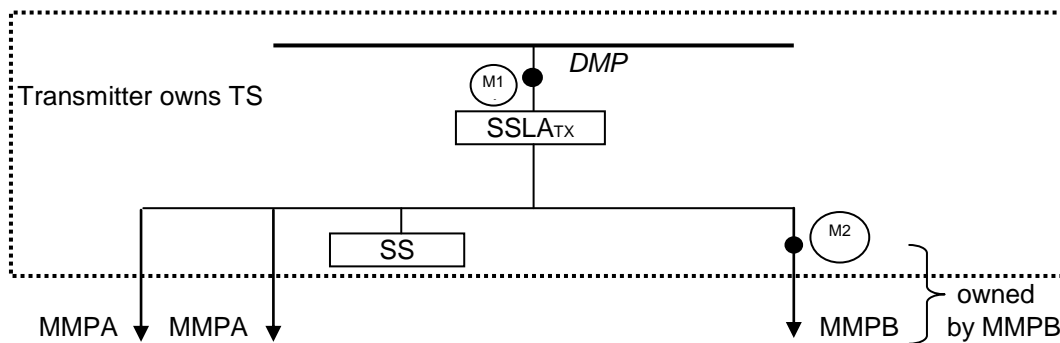 DMP
M1
Transmitter owns TS
SSLATX
M2
SS
owned
by MMPB
MMPA MMPA MMPB